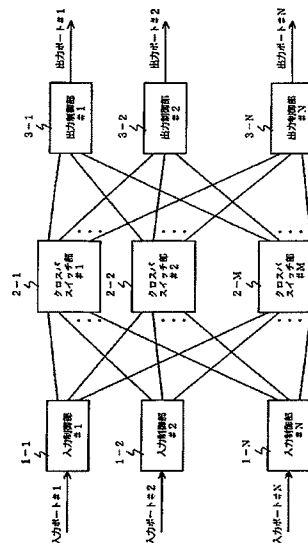 入力ポート#1
1-1
入力制御部
#1
入力ポート#2
1-2
入力制御部
#2
入力ポート#N
1-N
入力制御部
#N
2-1
クロスバ
スイッチ部
#1
2-2
クロスバ
スイッチ部
#2
2-M
クロスバ
スイッチ部
#M
3-1
出力制御部
#1
出力ポート#1
3-2
出力制御部
#2
出力ポート#2
3-N
出力制御部
#N
出力ポート#N